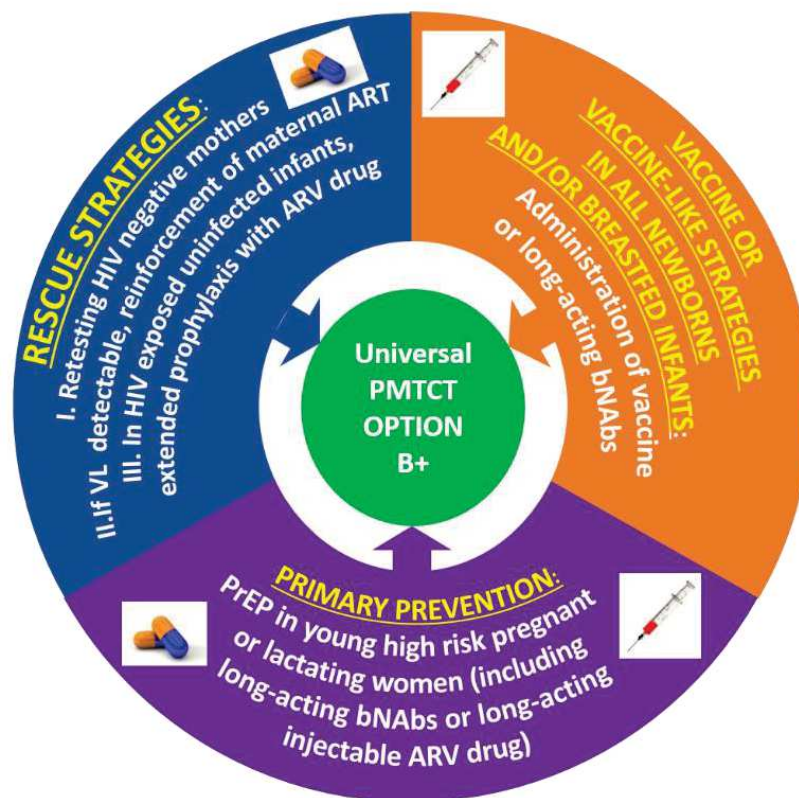 RESCUE STRATEGIES:
I. Retesting HIV negative mothers
II.If VL detectable, reinforcement of maternal ART
III. In HIV exposed uninfected infants,
extended prophylaxis with ARV drug
VACCINE OR
VACCINE-LIKE STRATEGIES
IN ALL NEWBORNS
AND/OR BREASTFEED INFANTS:
Administration of vaccine
or long-acting bNAbs
Universal
PMTCT
OPTION
B+
PRIMARY PREVENTION:
PrEP in young high risk pregnant
or lactating women (including
long-acting bNAbs or long-acting
injectable ARV drug)